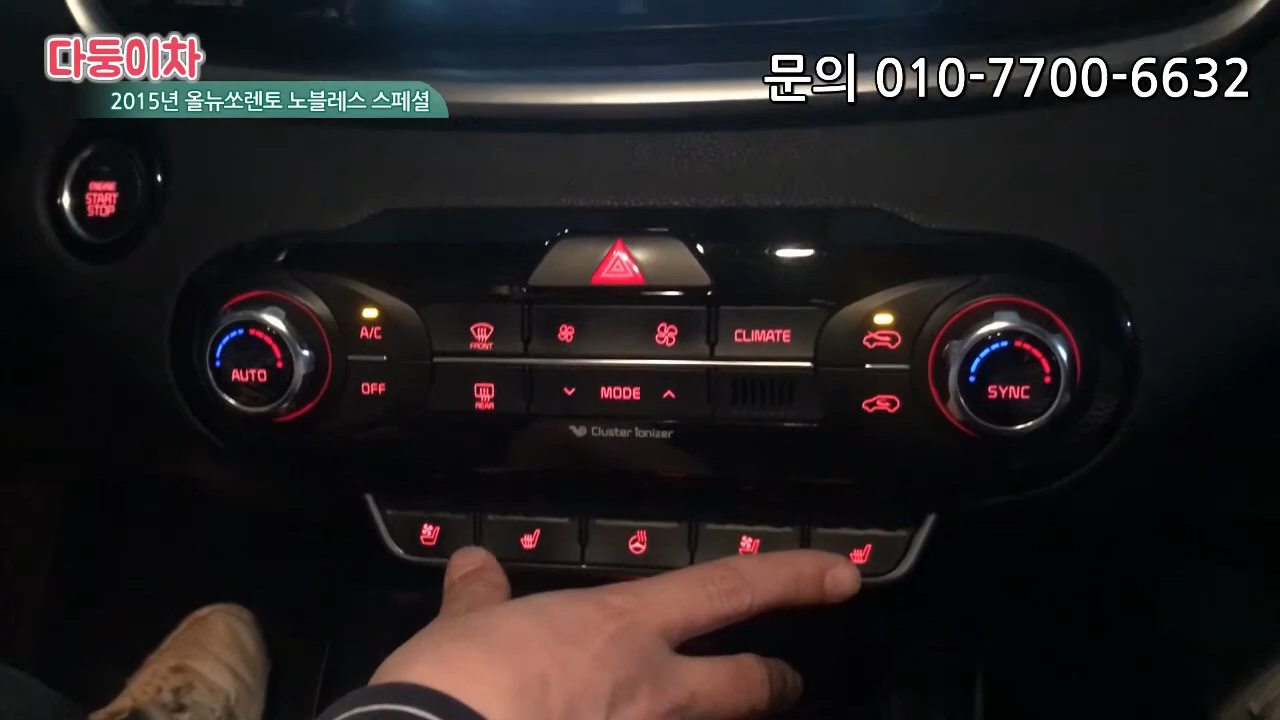 다둥이차
2015년 올뉴쏘렌토 노블레스 스페셜
문의 010-7700-6632
ENGINE
START
STOP
A/C
AUTO
OFF
FRONT
REAR
MODE
CLIMATE
SYNC
Cluster Ionizer